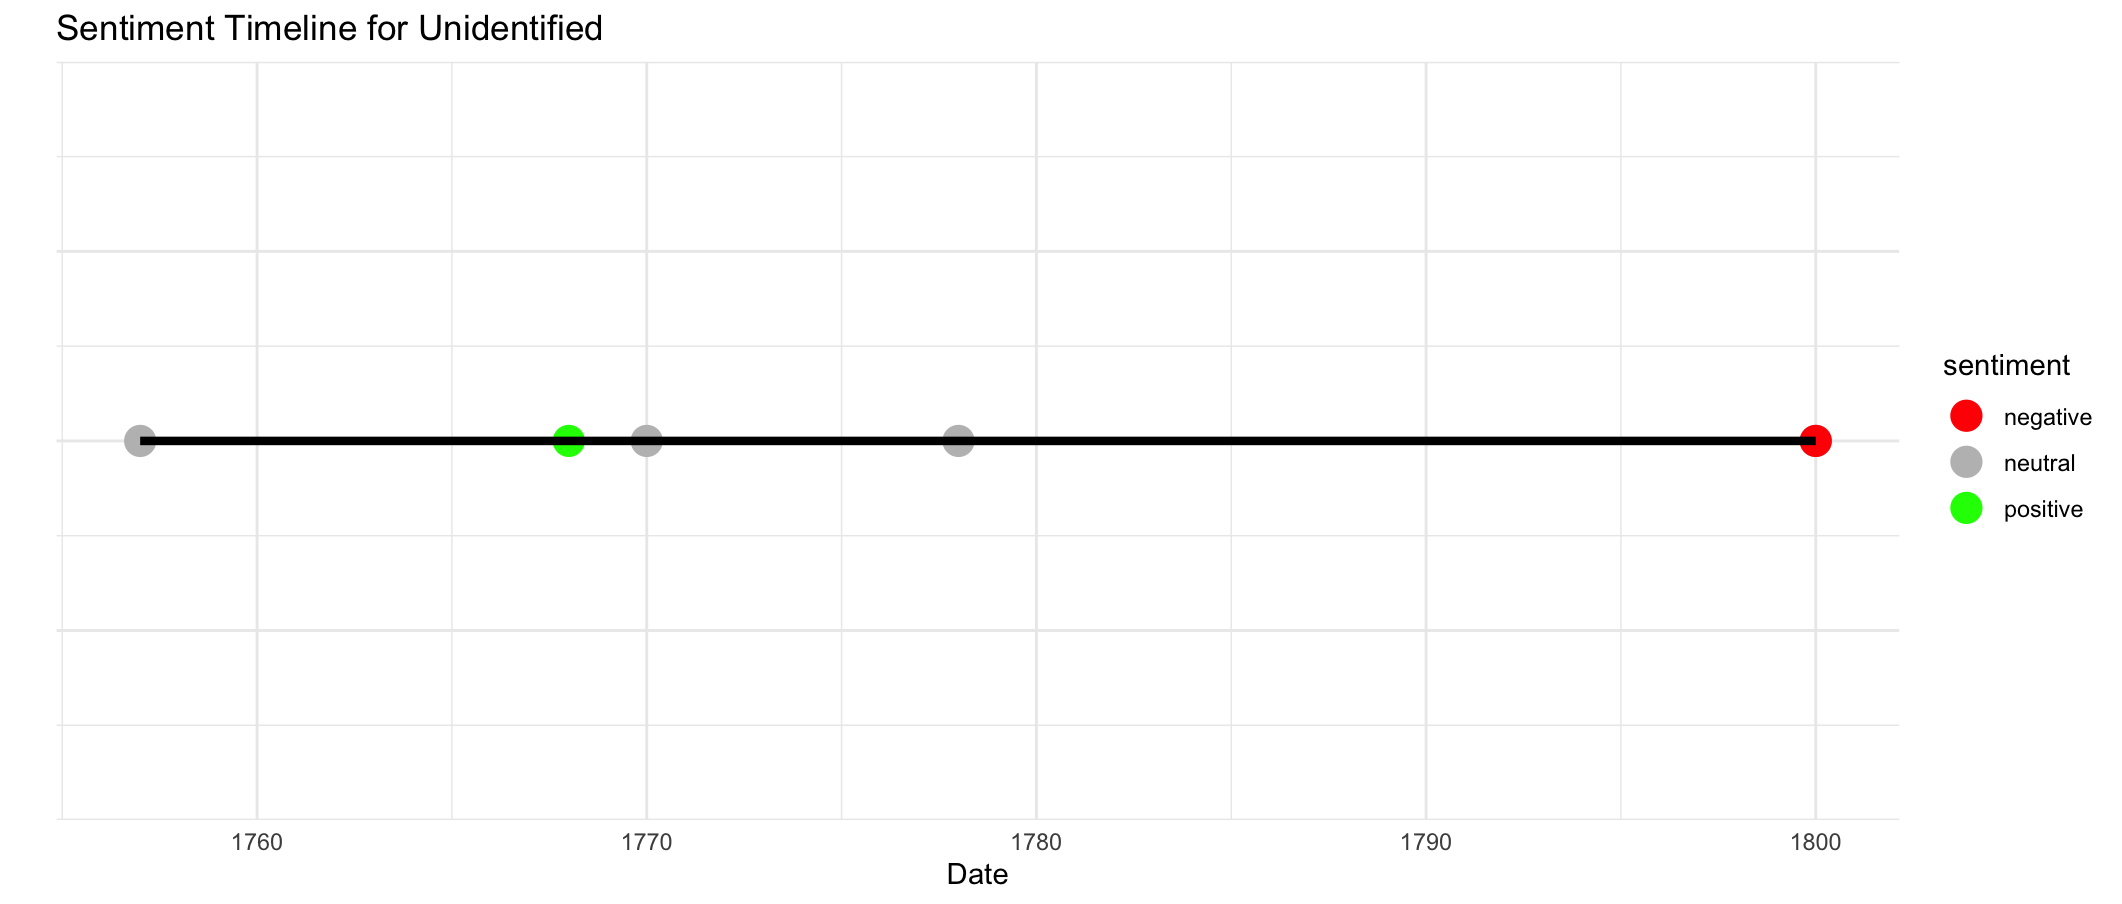 Sentiment Timeline for Unidentified
sentiment
negative
neutral
positive
1760 1770 1780 1790 1800
Date